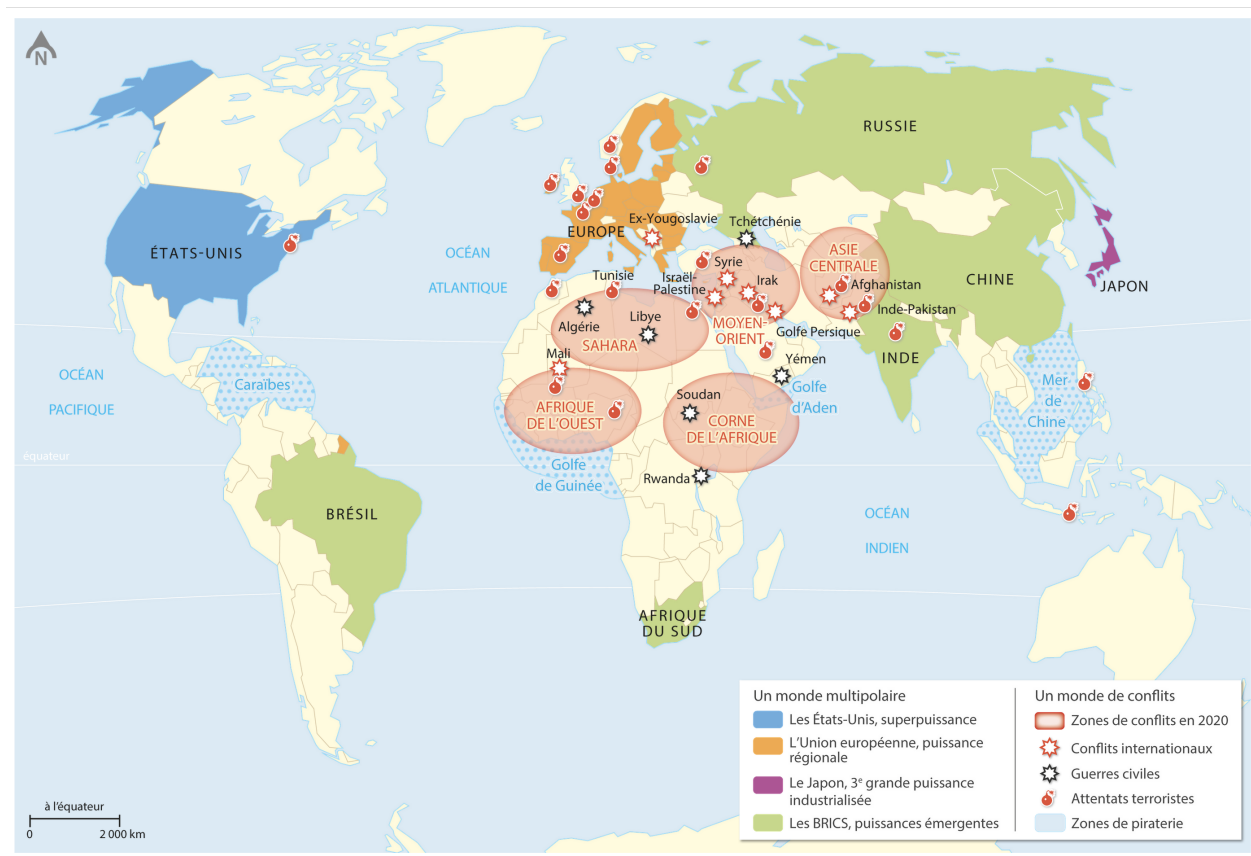 N
RUSSIE
ÉTATS-UNIS
OCÉAN
ATLANTIQUE
EUROPE
Ex-Yougoslavie
Tchétchénie
ASIE
CENTRALE
CHINE
JAPON
Syrie
Irak
Israël-
Palestine
Afghanistan
Inde-Pakistan
Tunisie
Algérie
Libye
SAHARA
MOYEN-
ORIENT
Golfe Persique
INDE
Mali
Yémen
Golfe
d'Aden
OCÉAN
PACIFIQUE
Caraïbes
Mer
de
Chine
AFRIQUE
DE L'OUEST
Soudan
CORNE
DE L'AFRIQUE
équateur
Golfe
de Guinée
Rwanda
BRÉSIL
OCÉAN
INDIEN
AFRIQUE
DU SUD
à l'équateur
0 2 000 km
Un monde multipolaire
Les États-Unis, superpuissance
L'Union européenne, puissance
régionale
Le Japon, 3e grande puissance
industrialisée
Les BRICS, puissances émergentes
Un monde de conflits
Zones de conflits en 2020
Conflits internationaux
Guerres civiles
Attentats terroristes
Zones de piraterie